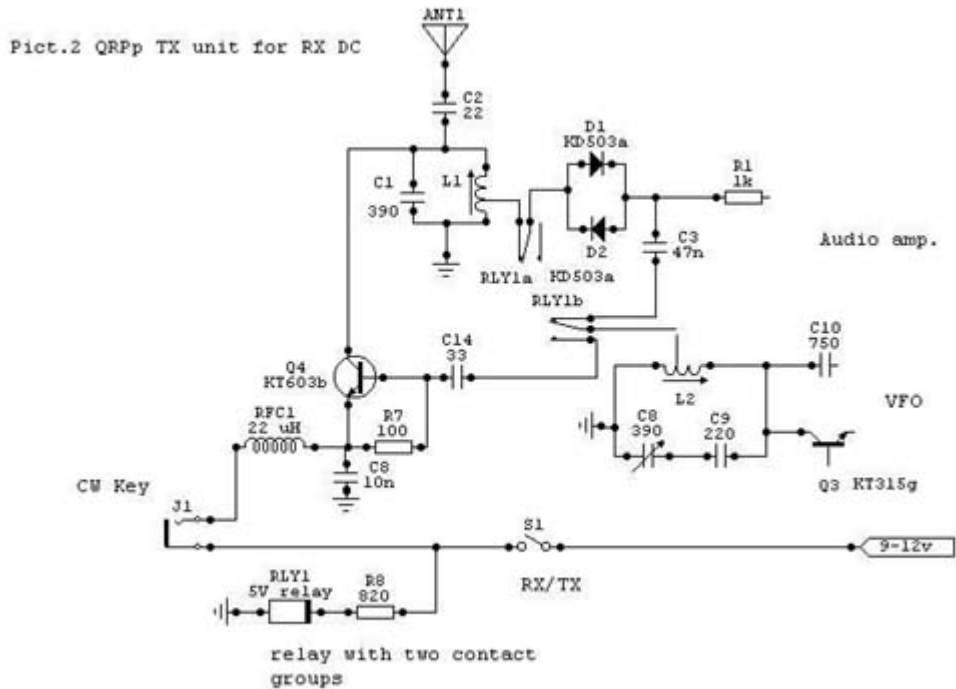 ANT1
Pict.2 QRPp TX unit for RX DC
C2
22
D1
KD503a
R1
1k
C1
390
L1
D2
KD503a
C3
47n
Audio amp.
RLY1a
RLY1b
C10
750
C14
33
Q4
KT603b
L2
VFO
RFC1
22 uH
R7
100
C8
390
C9
220
C8
10n
Q3 KT315g
CW Key
J1
S1
9-12v
RX/TX
RLY1
5V relay
R8
820
relay with two contact
groups